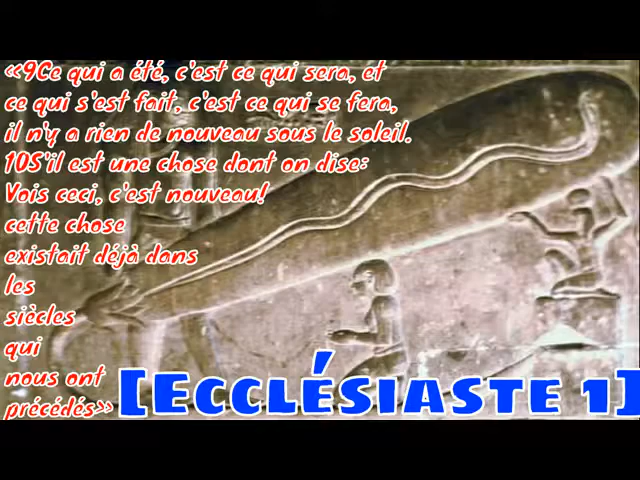 «9Ce qui a été, c'est ce qui sera, et
ce qui s'est fait, c'est ce qui se fera,
il n'y a rien de nouveau sous le soleil.
10S'il est une chose dont on dise:
Vois ceci, c'est nouveau!
cette chose
existait déjà dans
les
siècles
qui
nous ont
précédés»
[Ecclésiaste 1]